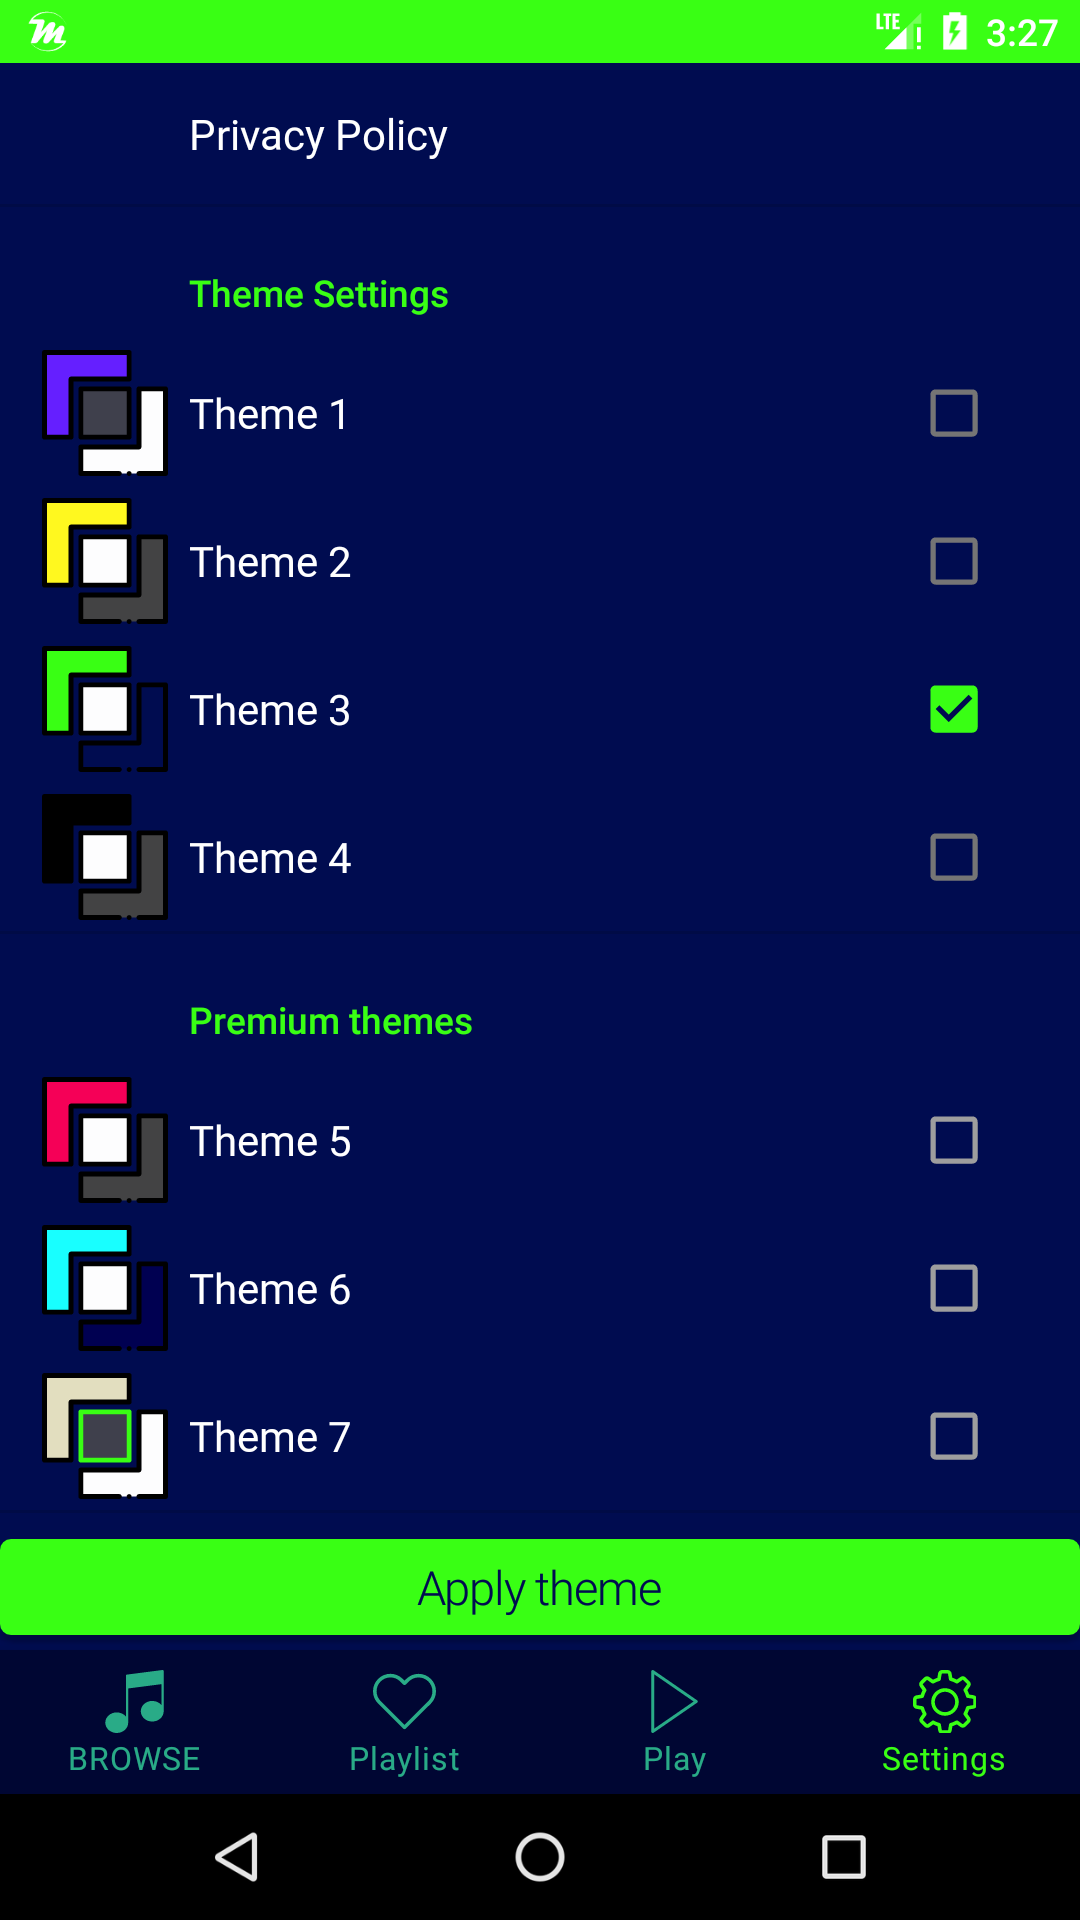 LTE 3:27
Privacy Policy
Theme Settings
Theme 1
Theme 2
Theme 3
Theme 4
Premium themes
Theme 5
Theme 6
Theme 7
Apply theme
BROWSE Playlist Play Settings